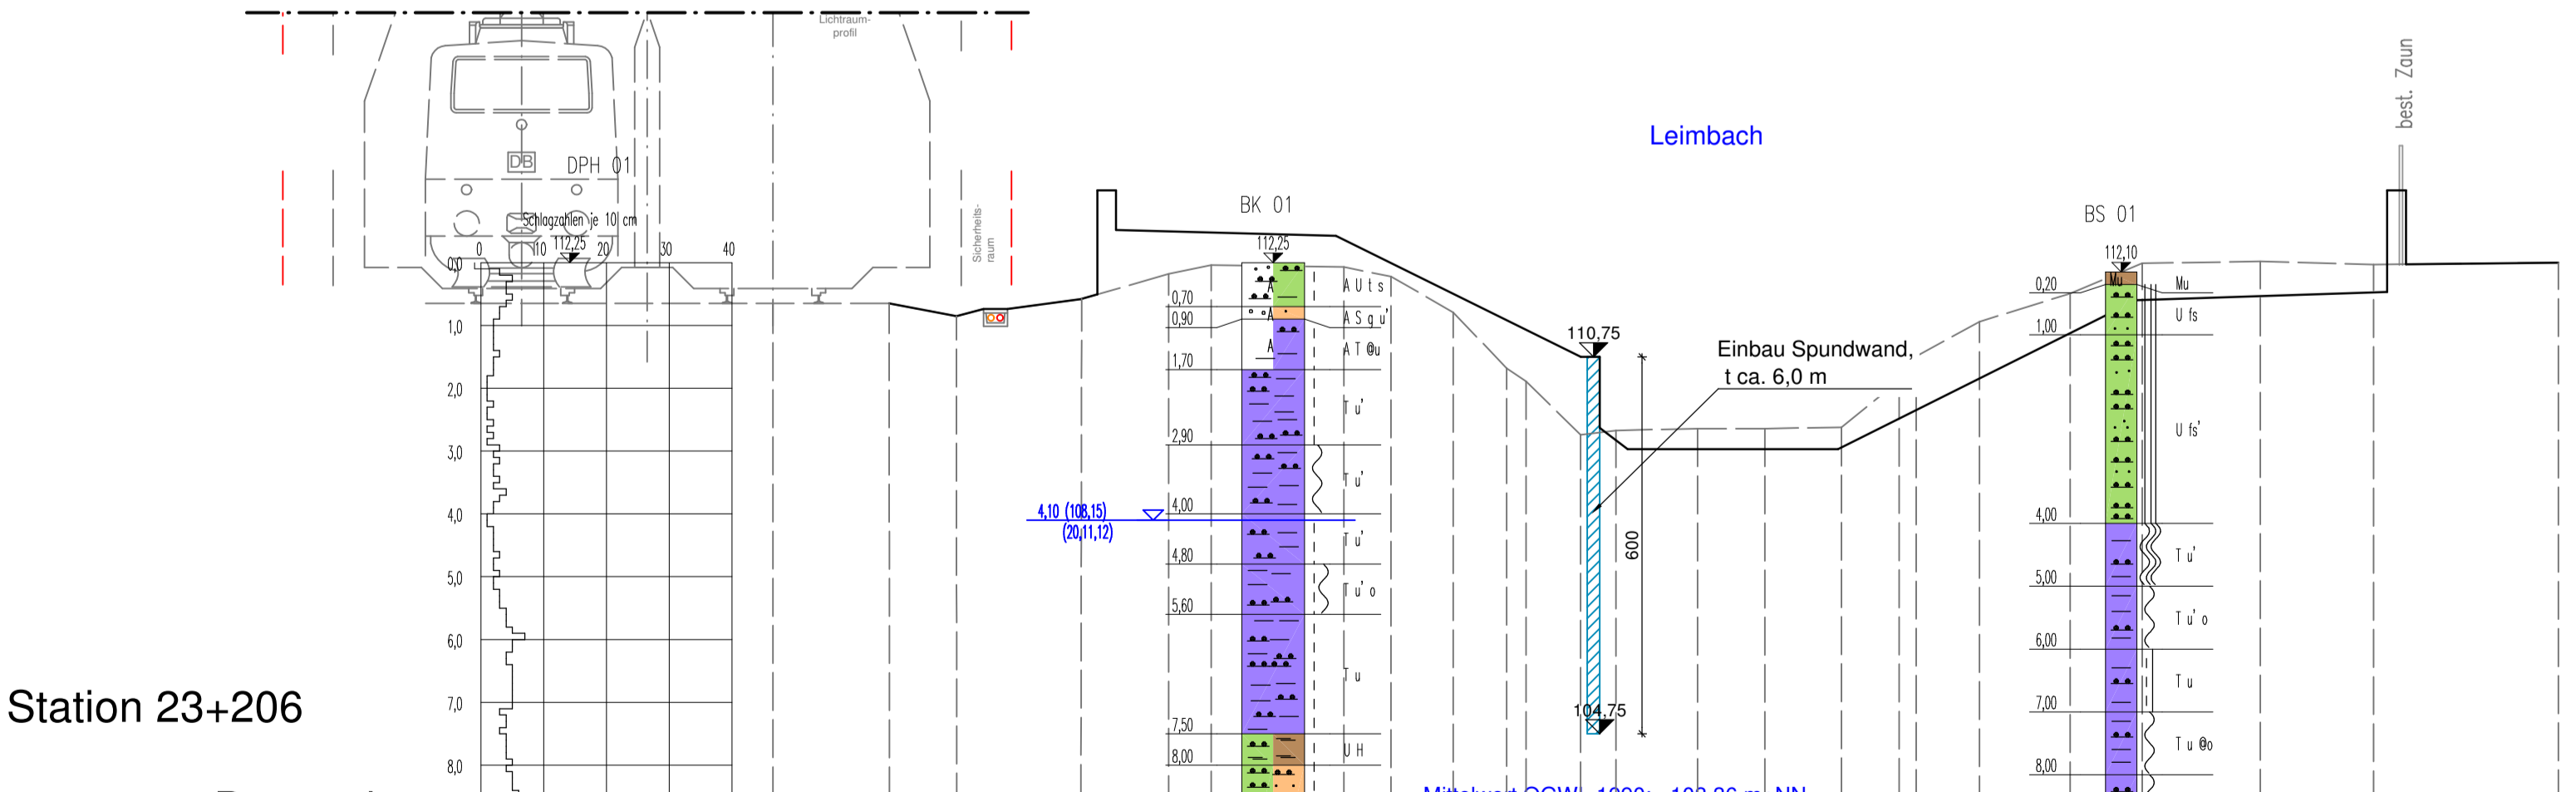 Lichtraum-
profil
best. Zaun
Leimbach
DB
DPH 01
Schlagzahlen je 10 cm
112,25
0 10 20 30 40
0,0
1,0
2,0
3,0
4,0
5,0
6,0
7,0
8,0
Sicherheits-
raum
BK 01
112,25
A
A
A
0,70
0,90
1,70
2,90
4,00
4,80
5,60
7,50
8,00
A U t s
A S g u'
A T @u
T u'
T u'
T u'
T u' o
T u
U H
4,10 (108,15)
(20,11,12)
110,75
Einbau Spundwand,
t ca. 6,0 m
600
104,75
BS 01
112,10
Mu
0,20
1,00
4,00
5,00
6,00
7,00
8,00
Mu
U fs
U fs'
T u'
T u' o
T u
T u @o
Station 23+206